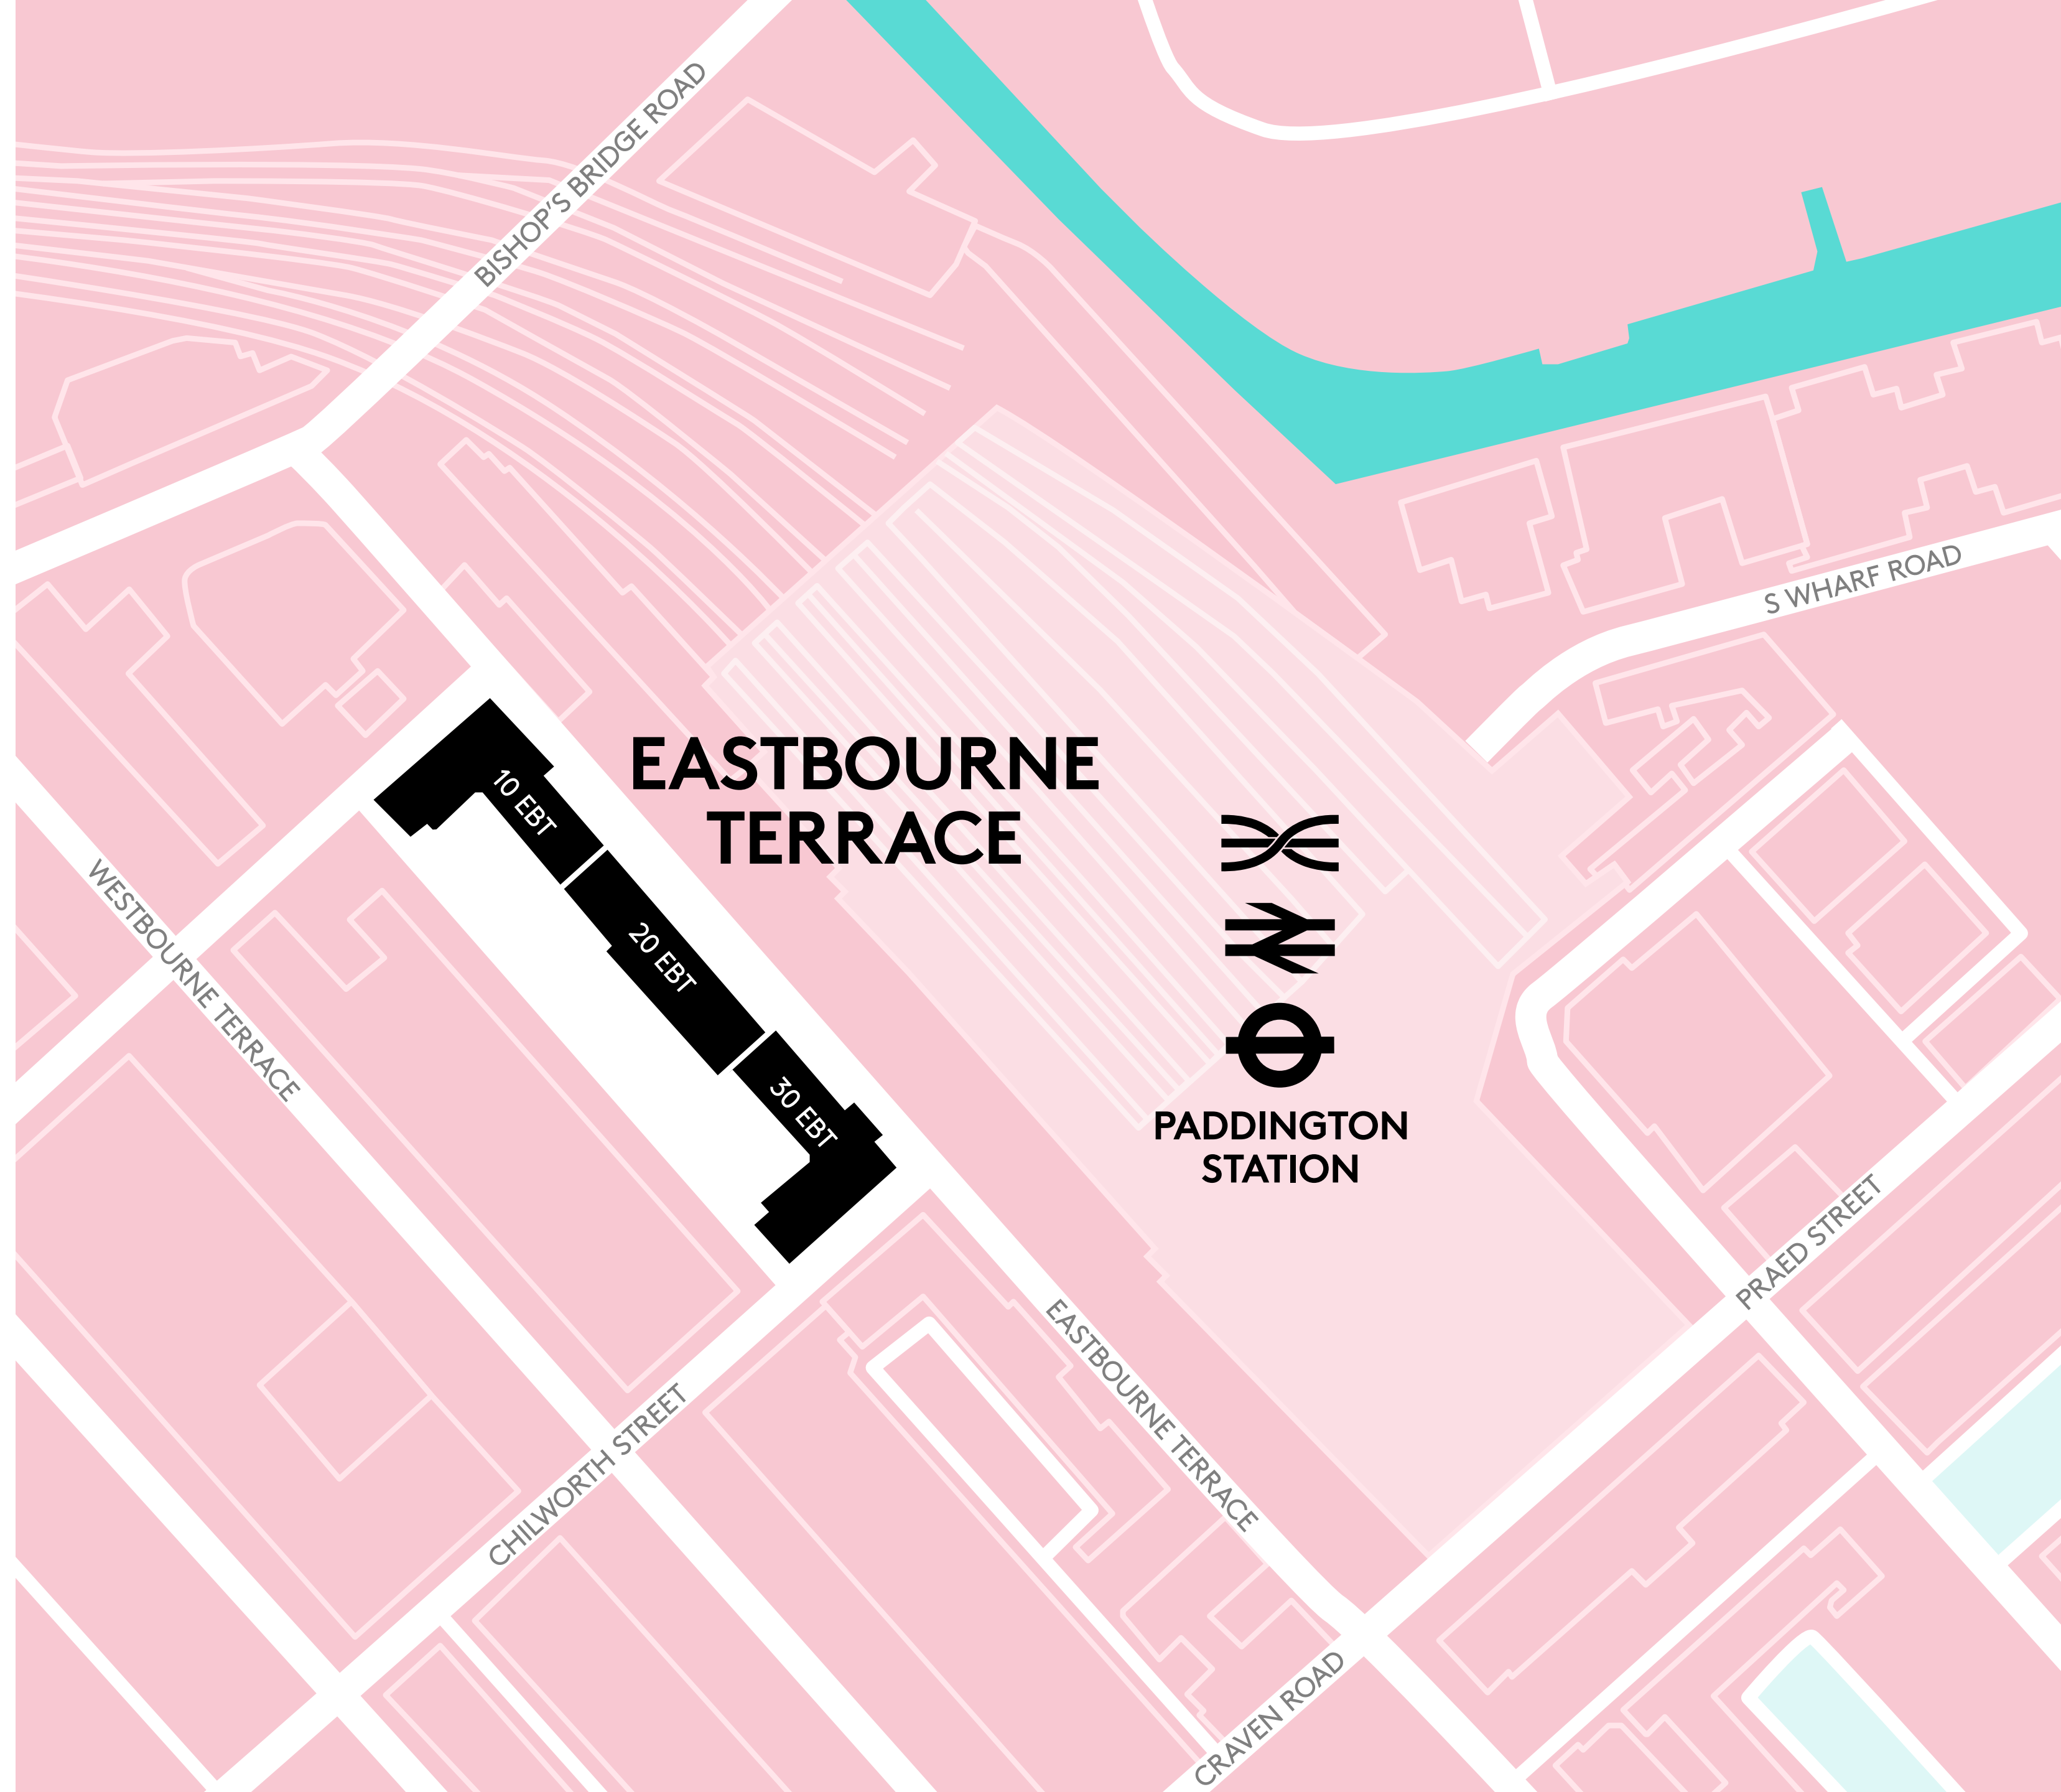 BISHOP'S BRIDGE ROAD
S WHARF ROAD
EASTBOURNE
TERRACE
10 EBT
20 EBT
30 EBT
WESTBOURNE TERRACE
PADDINGTON
STATION
PRAED STREET
EASTBOURNE TERRACE
CHILWORTH STREET
CRAVEN ROAD